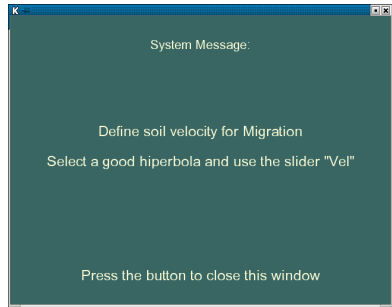 System Message:
Define soil velocity for Migration
Select a good hiperbola and use the slider "Vel"
Press the button to close this window